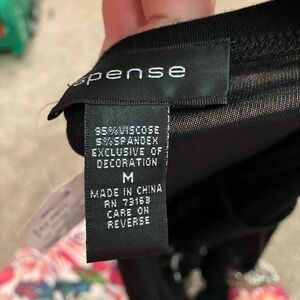 spense
95%VISCOSE
5%SPANDEX
EXCLUSIVE OF
DECORATION
M
MADE IN CHINA
RN 73163
CARE ON
REVERSE